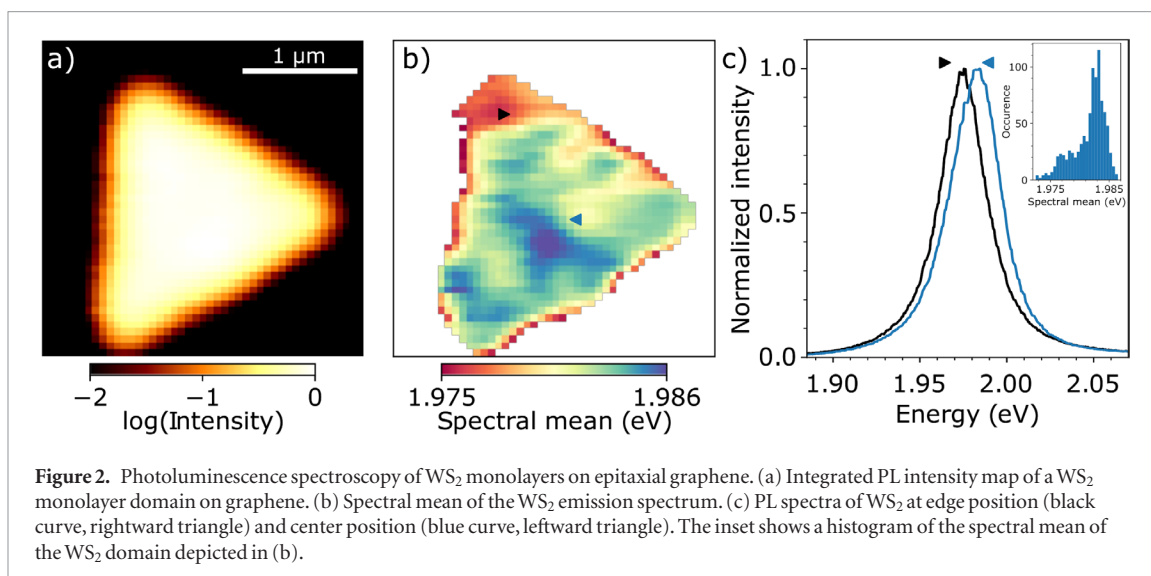 a)
1 μm
−2
−1
0
log(Intensity)
b)
1.975
1.986
Spectral mean (eV)
c)
1.0
0.5
0.0
Normalized intensity
1.90
1.95
2.00
2.05
Energy (eV)
100
50
0
Occurence
1.975
1.985
Spectral mean (eV)
Figure 2. Photoluminescence spectroscopy of WS₂ monolayers on epitaxial graphene. (a) Integrated PL intensity map of a WS₂
monolayer domain on graphene. (b) Spectral mean of the WS₂ emission spectrum. (c) PL spectra of WS₂ at edge position (black
curve, rightward triangle) and center position (blue curve, leftward triangle). The inset shows a histogram of the spectral mean of
the WS₂ domain depicted in (b).